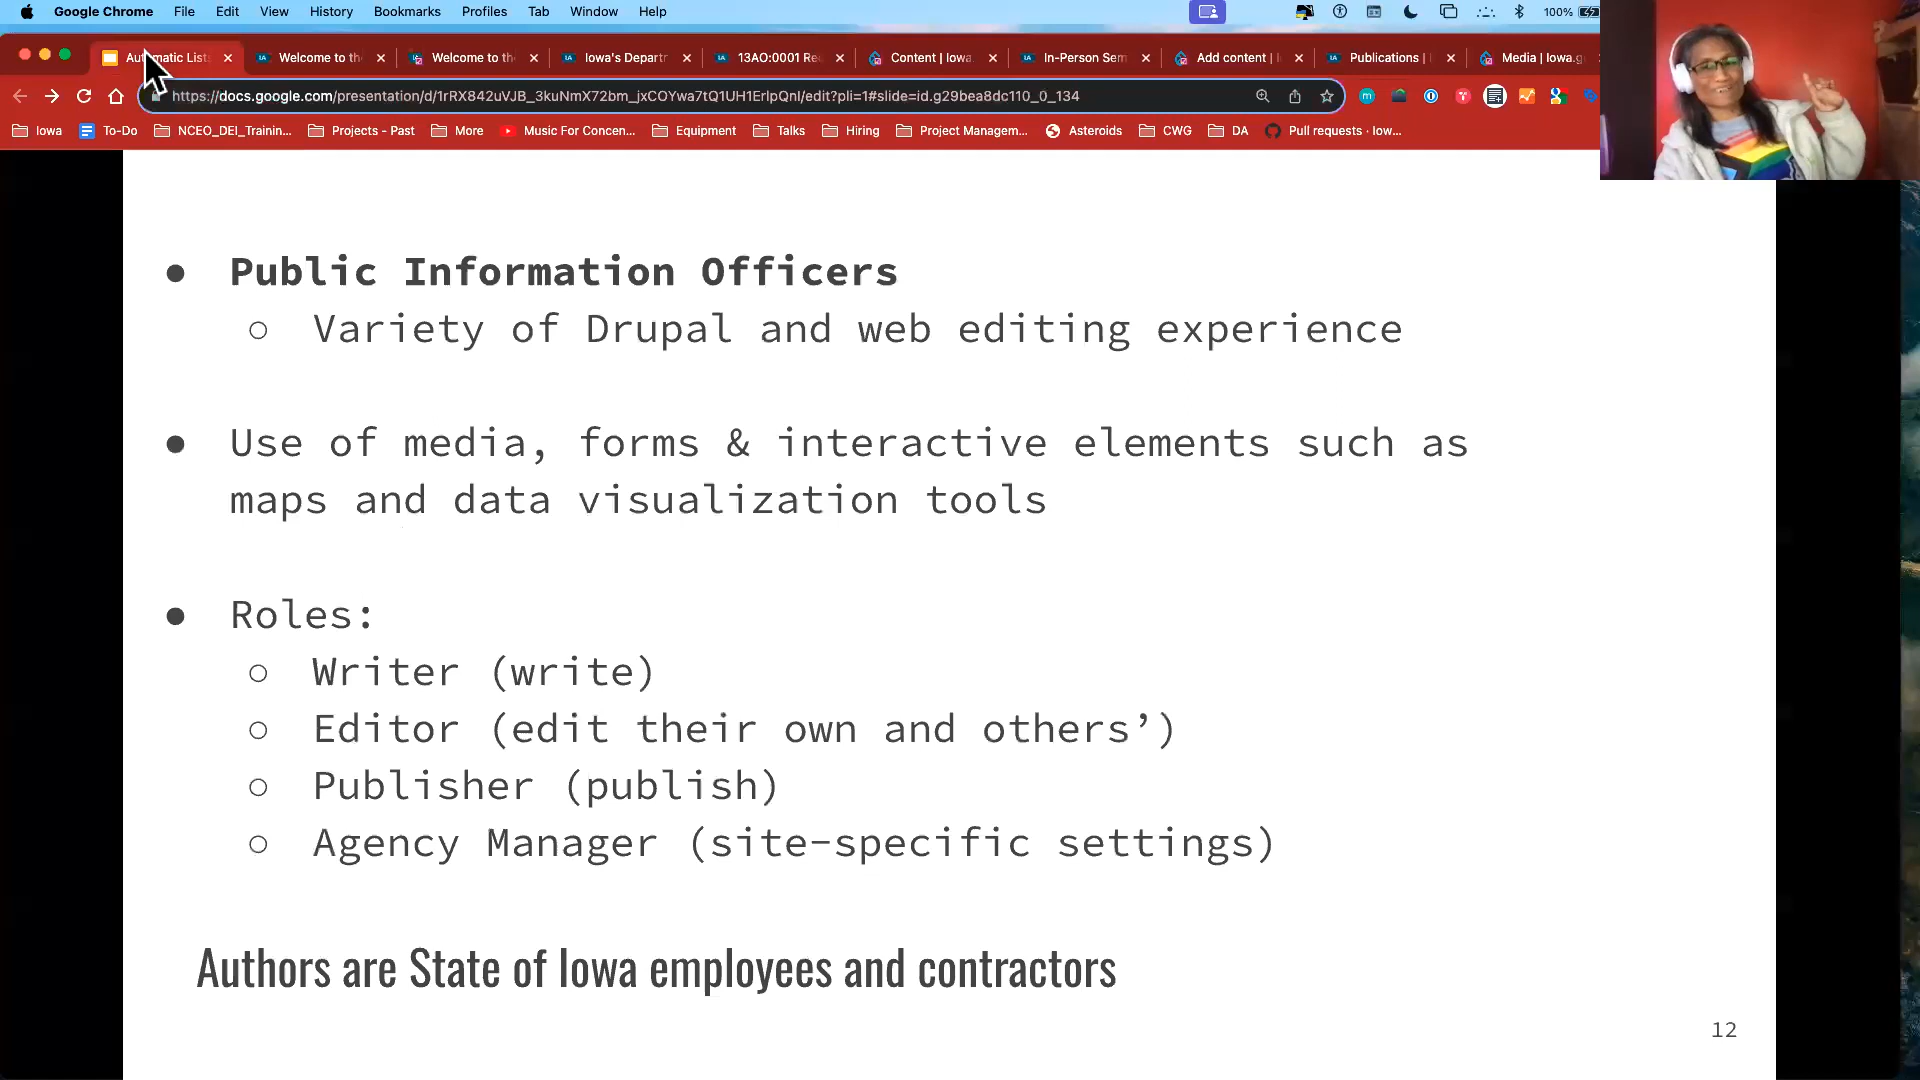 Google Chrome File Edit View History Bookmarks Profiles Tab Window Help 100%
Automatic Lists Welcome to th Welcome to the Iowa's Departm 13AO:0001 Re Content | Iowa. In-Person Sem Add content | Publications | Media | Iowa.g
https://docs.google.com/presentation/d/1rRX842uVJB_3kuNmX72bm_jxCOYwa7tQ1UH1ErlpQnI/edit?pli=1#slide=id.g29bea8dc110_0_134
Iowa To-Do NCEO_DEI_Trainin... Projects - Past More Music For Concen... Equipment Talks Hiring Project Managem... Asteroids CWG DA Pull requests · Iow...
● Public Information Officers
○ Variety of Drupal and web editing experience
● Use of media, forms & interactive elements such as
maps and data visualization tools
● Roles:
○ Writer (write)
○ Editor (edit their own and others’)
○ Publisher (publish)
○ Agency Manager (site-specific settings)
Authors are State of Iowa employees and contractors
12